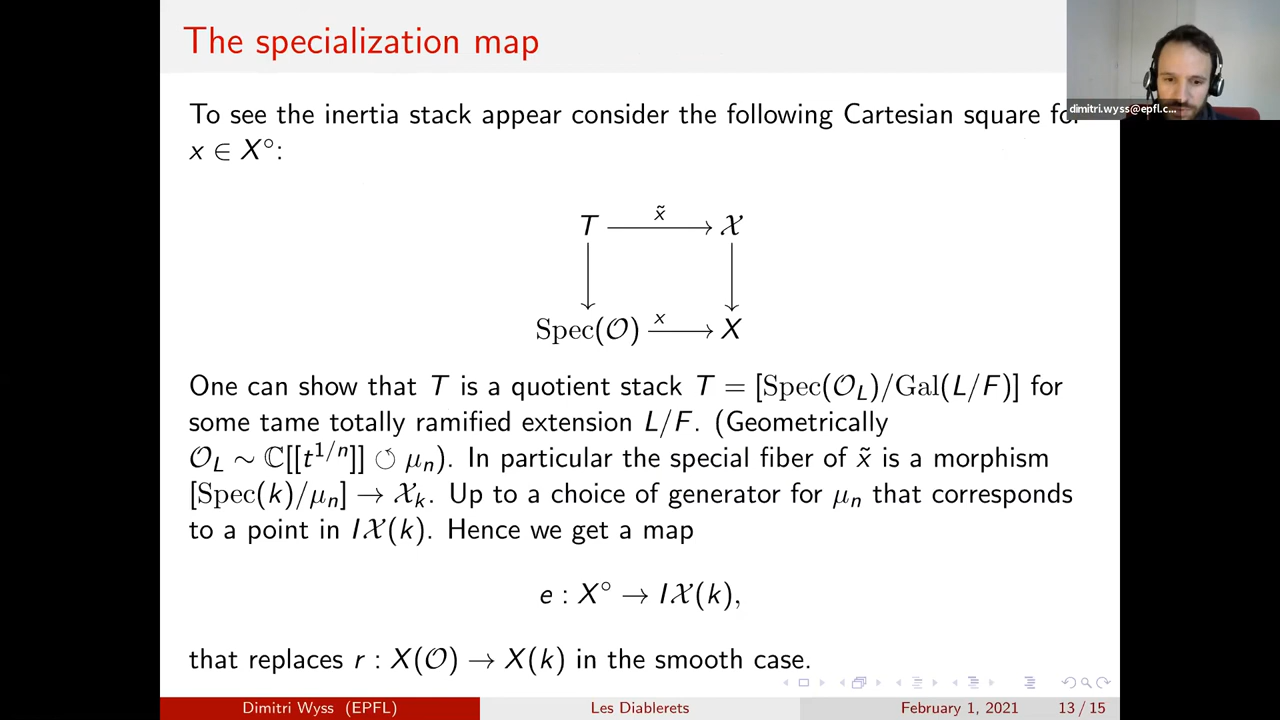 The specialization map
dimitri.wyss@epfl.c...
To see the inertia stack appear consider the following Cartesian square for
x ∈ X°:
T x̃ 𝒳
Spec(𝒪) x X
One can show that T is a quotient stack T = [Spec(𝒪_L)/Gal(L/F)] for
some tame totally ramified extension L/F. (Geometrically
𝒪_L ∼ ℂ[[t^{1/n}]] ↺ μ_n). In particular the special fiber of x̃ is a morphism
[Spec(k)/μ_n] → 𝒳_k. Up to a choice of generator for μ_n that corresponds
to a point in I𝒳(k). Hence we get a map
e : X° → I𝒳(k),
that replaces r : X(𝒪) → X(k) in the smooth case.
Dimitri Wyss (EPFL) Les Diablerets February 1, 2021 13 / 15